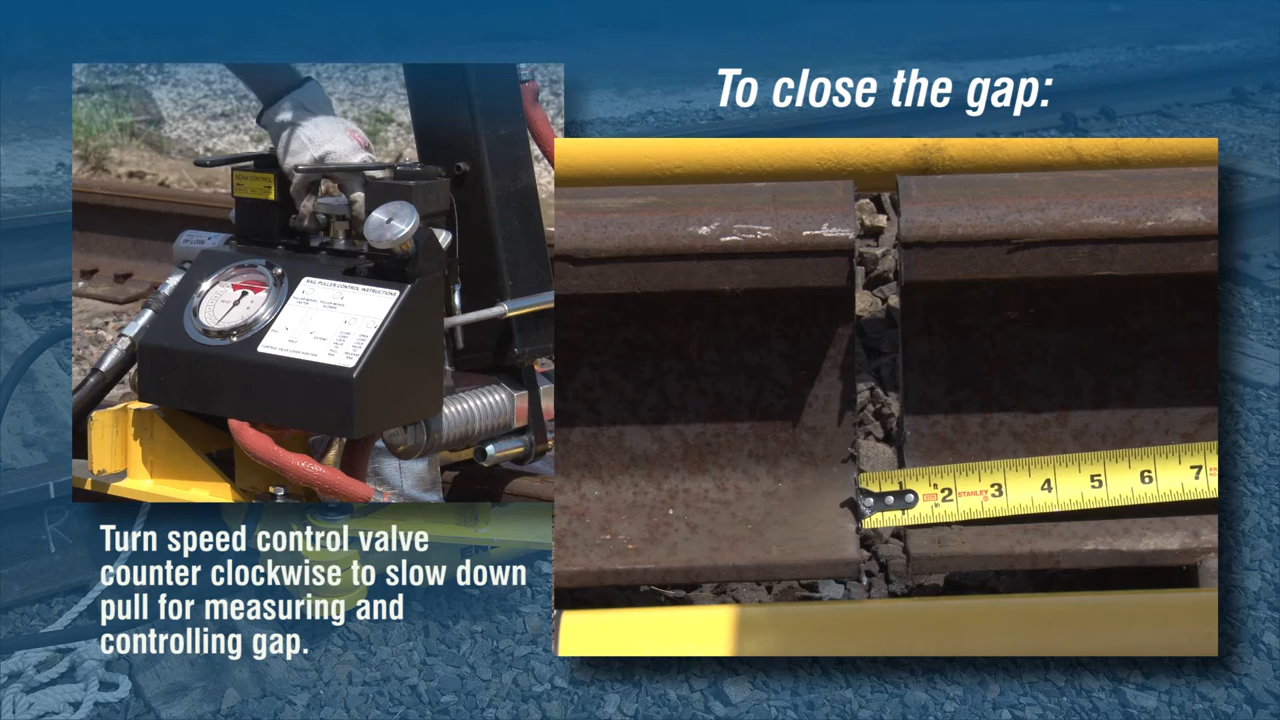 To close the gap:
RAIL PULLER CONTROL INSTRUCTIONS
2 STANLEY 3 4 5 6 7
Turn speed control valve
counter clockwise to slow down
pull for measuring and
controlling gap.